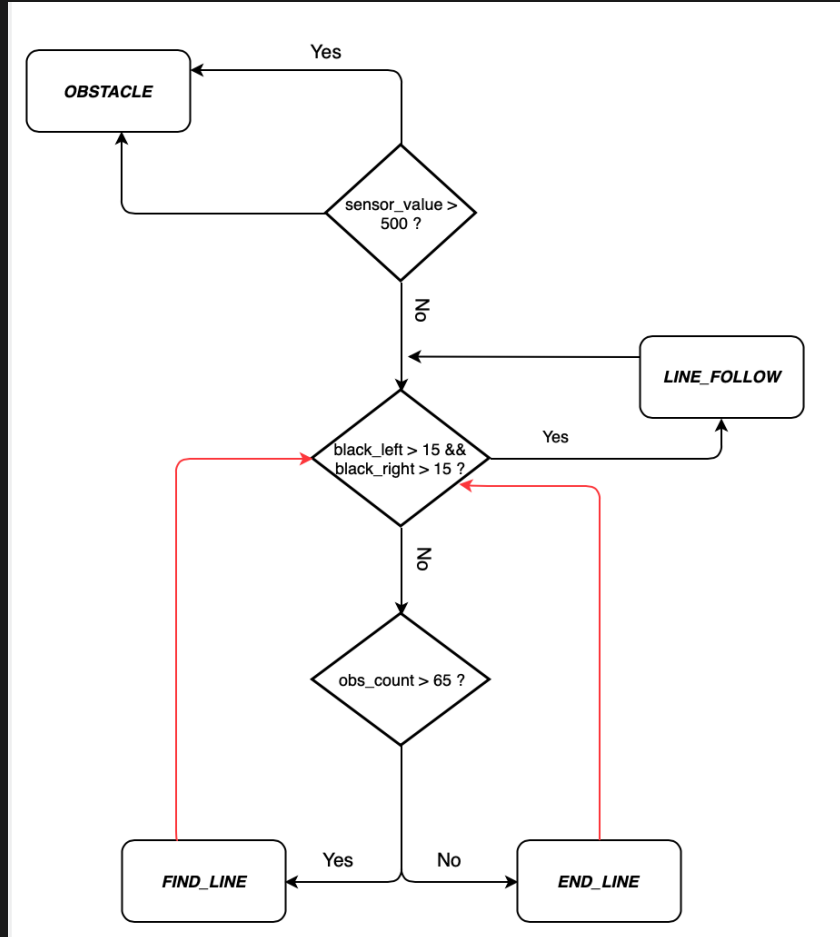 Yes
OBSTACLE
sensor_value >
500 ?
No
LINE_FOLLOW
Yes
black_left > 15 &&
black_right > 15 ?
No
obs_count > 65 ?
Yes
No
FIND_LINE
END_LINE